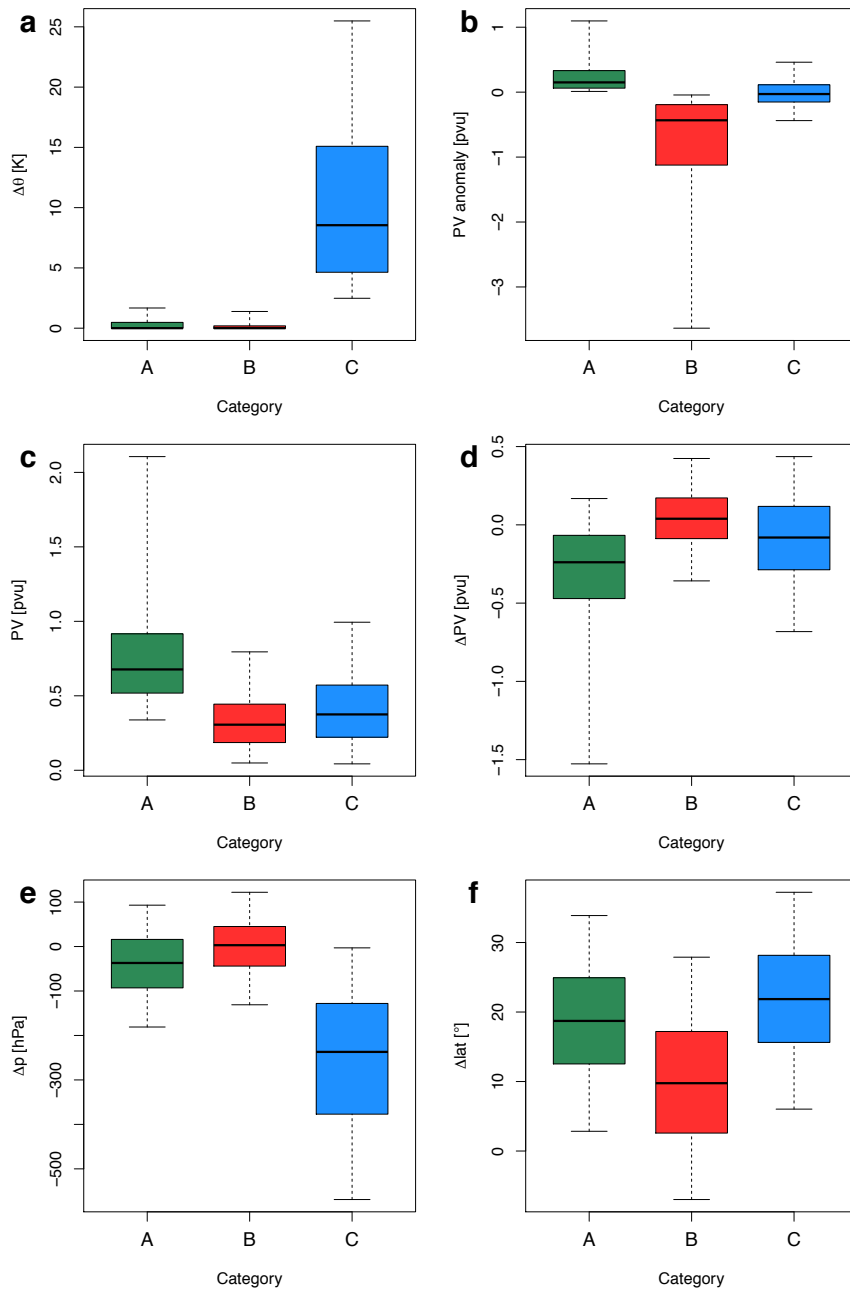 a
Δθ [K]
25
20
15
10
5
0
A B C
Category
b
PV anomaly [pvu]
1
0
−1
−2
−3
A B C
Category
c
PV [pvu]
2.0
1.5
1.0
0.5
0.0
A B C
Category
d
ΔPV [pvu]
0.5
0.0
−0.5
−1.0
−1.5
A B C
Category
e
Δp [hPa]
100
0
−100
−300
−500
A B C
Category
f
Δlat [°]
30
20
10
0
A B C
Category